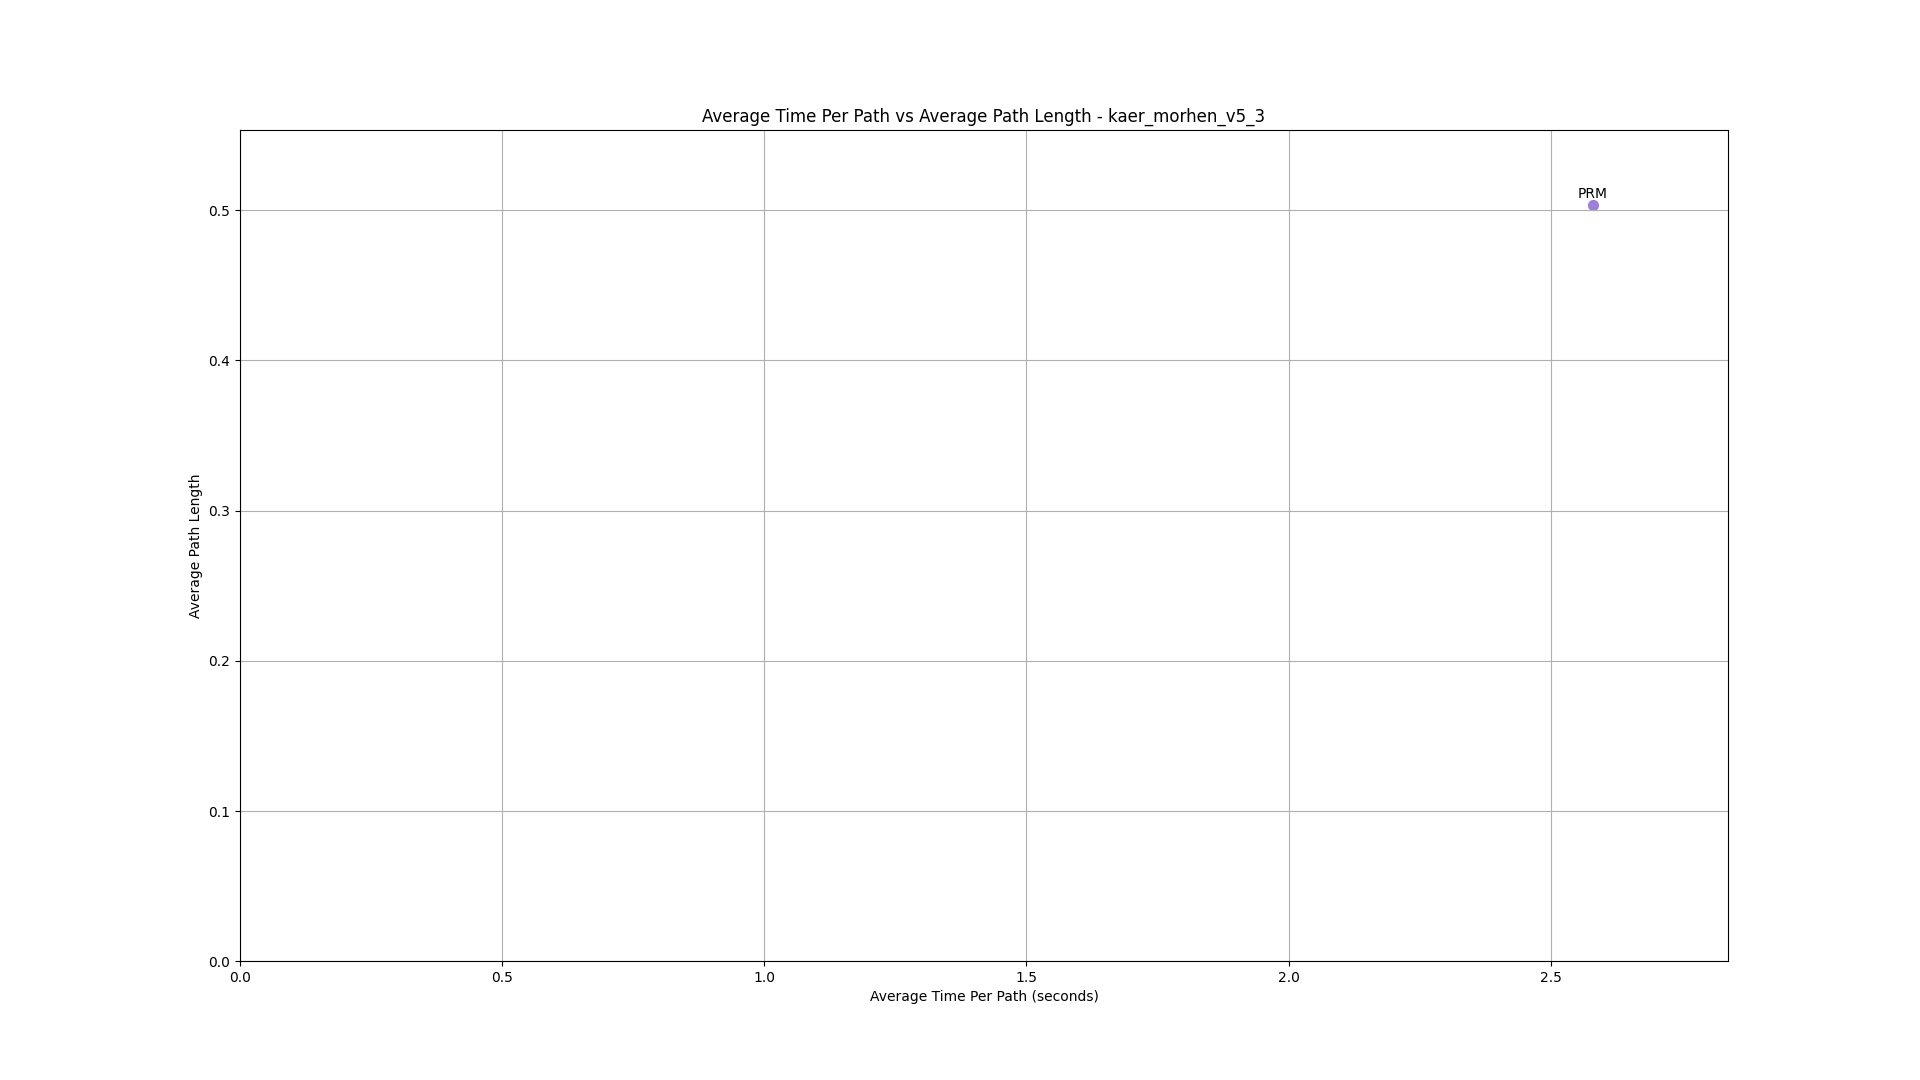 Average Time Per Path vs Average Path Length - kaer_morhen_v5_3
PRM
0.5
0.4
0.3
0.2
0.1
0.0
Average Path Length
0.0 0.5 1.0 1.5 2.0 2.5
Average Time Per Path (seconds)